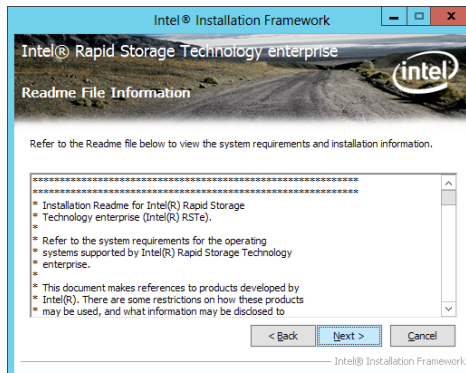 Intel® Installation Framework
Intel® Rapid Storage Technology enterprise
intel
Readme File Information
Refer to the Readme file below to view the system requirements and installation information.
************************************************************
************************************************************
* Installation Readme for Intel(R) Rapid Storage
* Technology enterprise (Intel(R) RSTe).
*
* Refer to the system requirements for the operating
* systems supported by Intel(R) Rapid Storage Technology
* enterprise.
*
* This document makes references to products developed by
* Intel(R). There are some restrictions on how these products
* may be used, and what information may be disclosed to
< Back Next > Cancel
Intel® Installation Framework